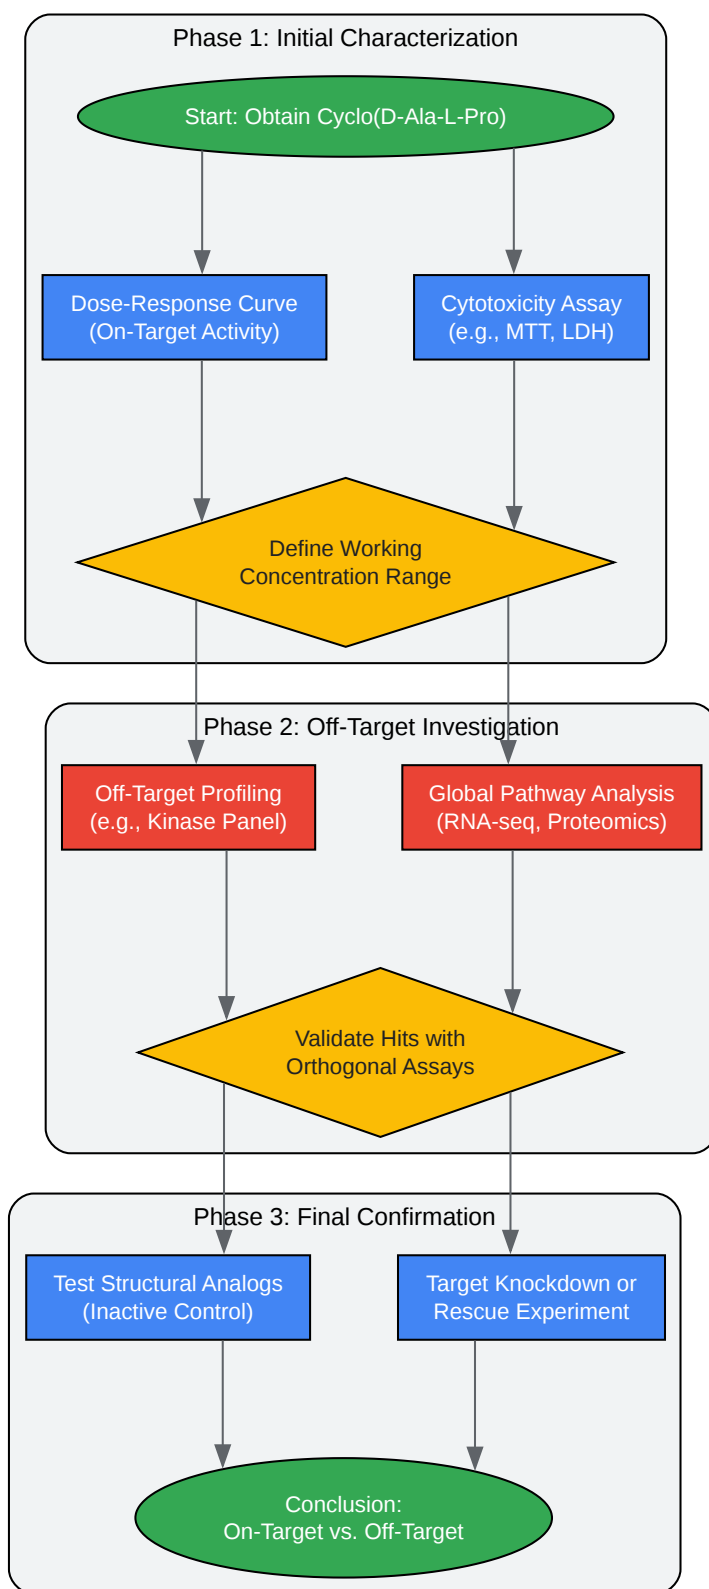 Phase 1: Initial Characterization
Start: Obtain Cyclo(D-Ala-L-Pro)
Dose-Response Curve
(On-Target Activity)
Cytotoxicity Assay
(e.g., MTT, LDH)
Define Working
Concentration Range
Phase 2: Off-Target Investigation
Off-Target Profiling
(e.g., Kinase Panel)
Global Pathway Analysis
(RNA-seq, Proteomics)
Validate Hits with
Orthogonal Assays
Phase 3: Final Confirmation
Test Structural Analogs
(Inactive Control)
Target Knockdown or
Rescue Experiment
Conclusion:
On-Target vs. Off-Target